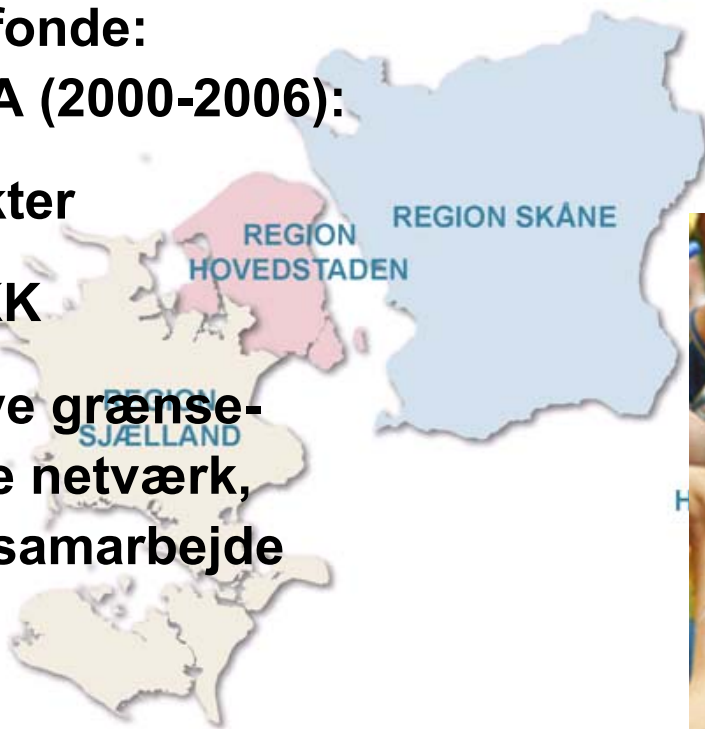 fonde:
A (2000-2006):
kter
KK
ve grænse-
e netværk,
samarbejde
REGION
HOVEDSTADEN
REGION SKÅNE
REGION
SJÆLLAND
H